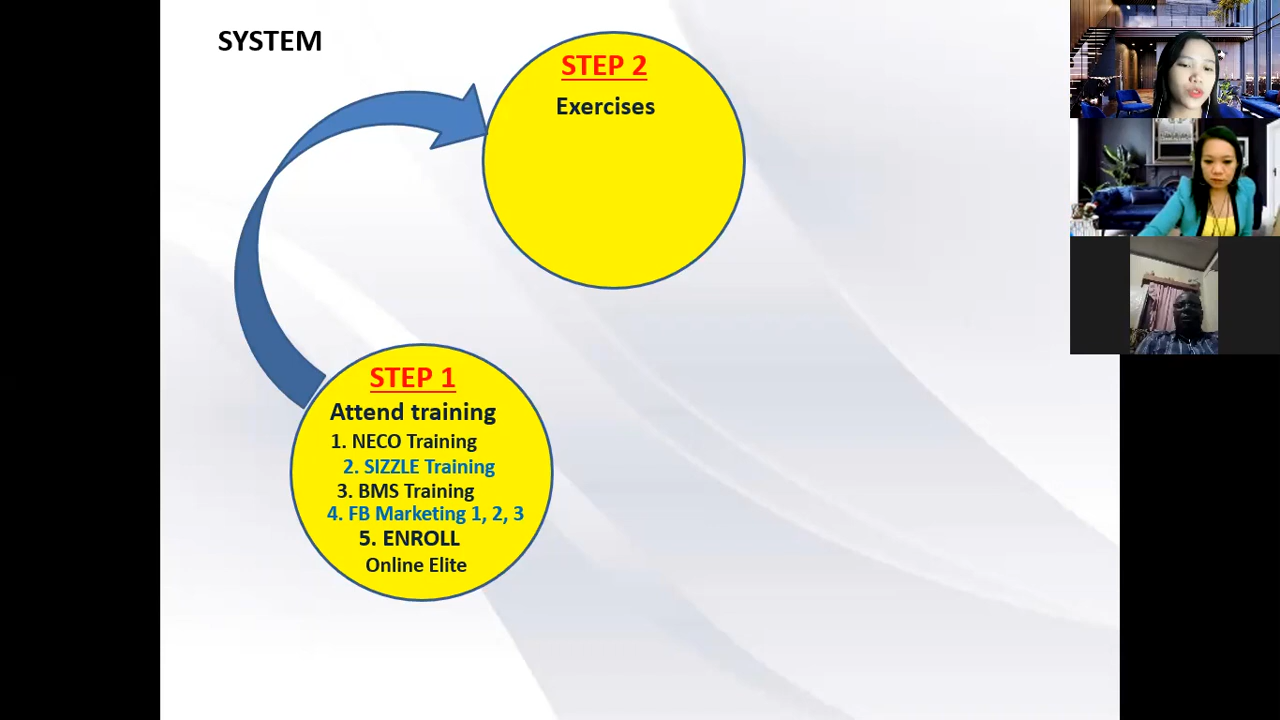 SYSTEM
STEP 2
Exercises
STEP 1
Attend training
1. NECO Training
2. SIZZLE Training
3. BMS Training
4. FB Marketing 1, 2, 3
5. ENROLL
Online Elite